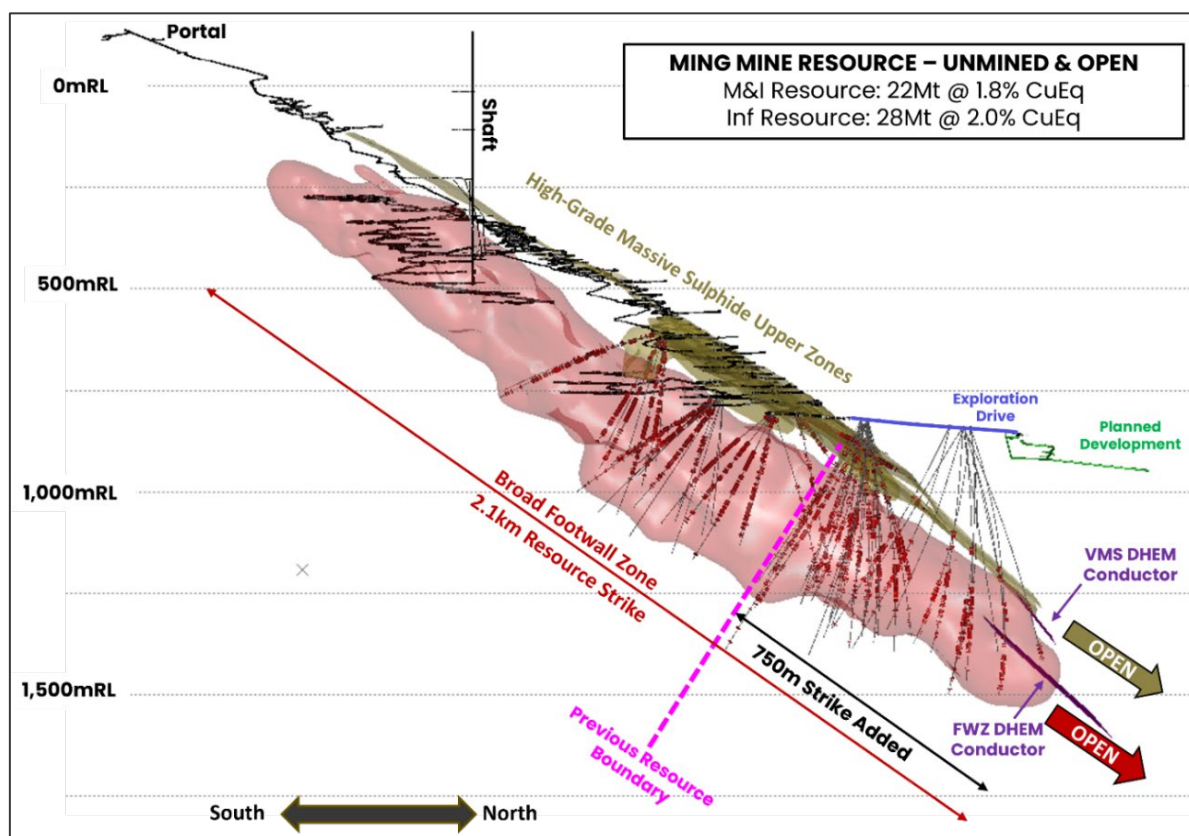 Portal
0mRL
Shaft
MING MINE RESOURCE – UNMINED & OPEN
M&I Resource: 22Mt @ 1.8% CuEq
Inf Resource: 28Mt @ 2.0% CuEq
High-Grade Massive Sulphide Upper Zones
500mRL
Exploration
Drive
Planned
Development
1,000mRL
Broad Footwall Zone
2.1km Resource Strike
VMS DHEM
Conductor
OPEN
1,500mRL
750m Strike Added
Previous Resource
Boundary
FWZ DHEM
Conductor
OPEN
South
North